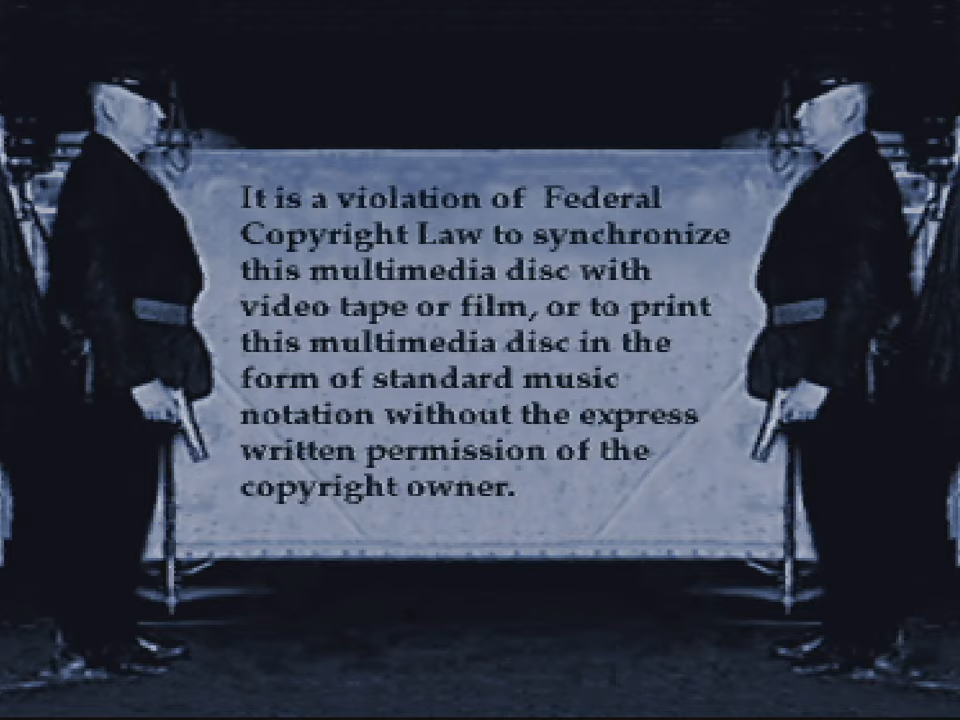 It is a violation of Federal
Copyright Law to synchronize
this multimedia disc with
video tape or film, or to print
this multimedia disc in the
form of standard music
notation without the express
written permission of the
copyright owner.